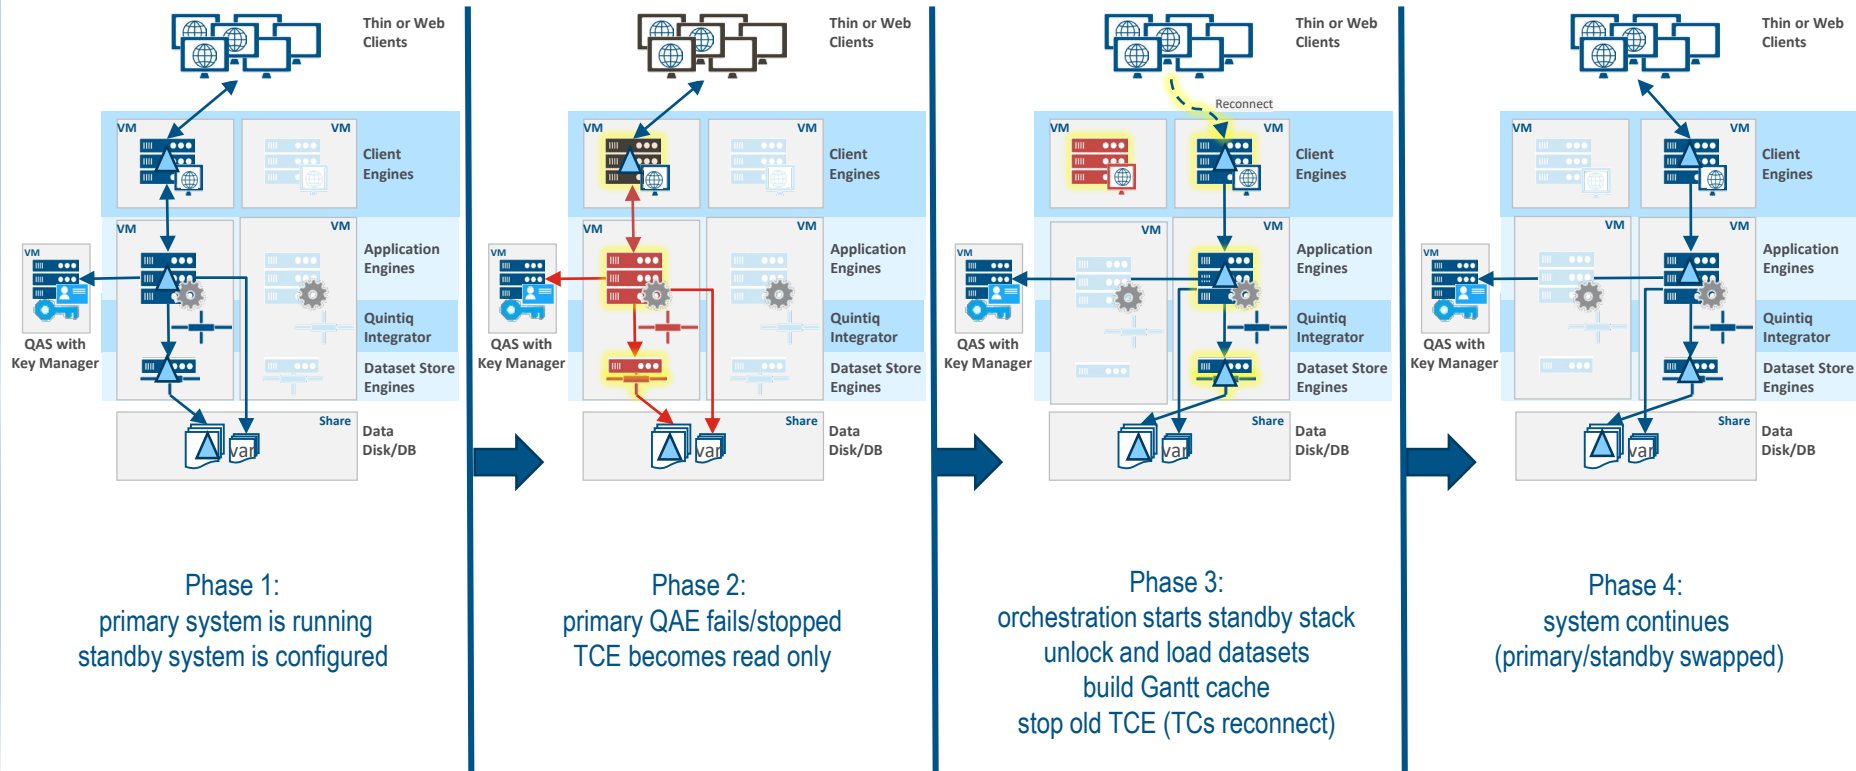 Thin or Web
Clients
VM
VM
Client
Engines
VM
VM
Application
Engines
VM
QAS with
Key Manager
Quintiq
Integrator
Dataset Store
Engines
Share
var
Data
Disk/DB
Phase 1:
primary system is running
standby system is configured
Thin or Web
Clients
VM
VM
Client
Engines
VM
VM
Application
Engines
VM
QAS with
Key Manager
Quintiq
Integrator
Dataset Store
Engines
Share
var
Data
Disk/DB
Phase 2:
primary QAE fails/stopped
TCE becomes read only
Thin or Web
Clients
Reconnect
VM
VM
Client
Engines
VM
VM
Application
Engines
VM
QAS with
Key Manager
Quintiq
Integrator
Dataset Store
Engines
Share
var
Data
Disk/DB
Phase 3:
orchestration starts standby stack
unlock and load datasets
build Gantt cache
stop old TCE (TCs reconnect)
Thin or Web
Clients
VM
VM
Client
Engines
VM
VM
Application
Engines
VM
QAS with
Key Manager
Quintiq
Integrator
Dataset Store
Engines
Share
var
Data
Disk/DB
Phase 4:
system continues
(primary/standby swapped)